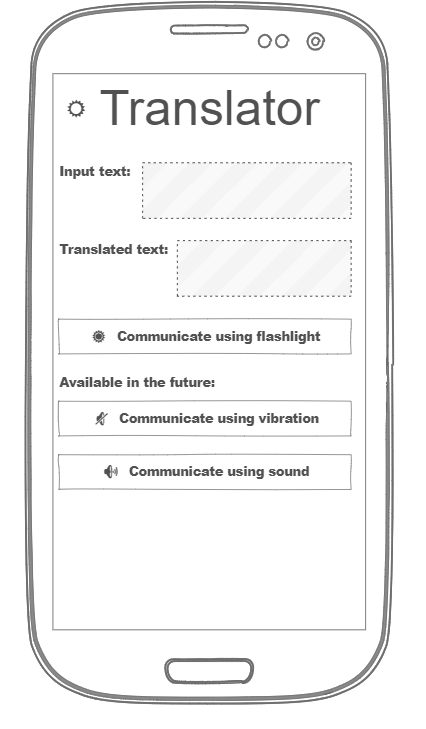 Translator
Input text:
Translated text:
Communicate using flashlight
Available in the future:
Communicate using vibration
Communicate using sound